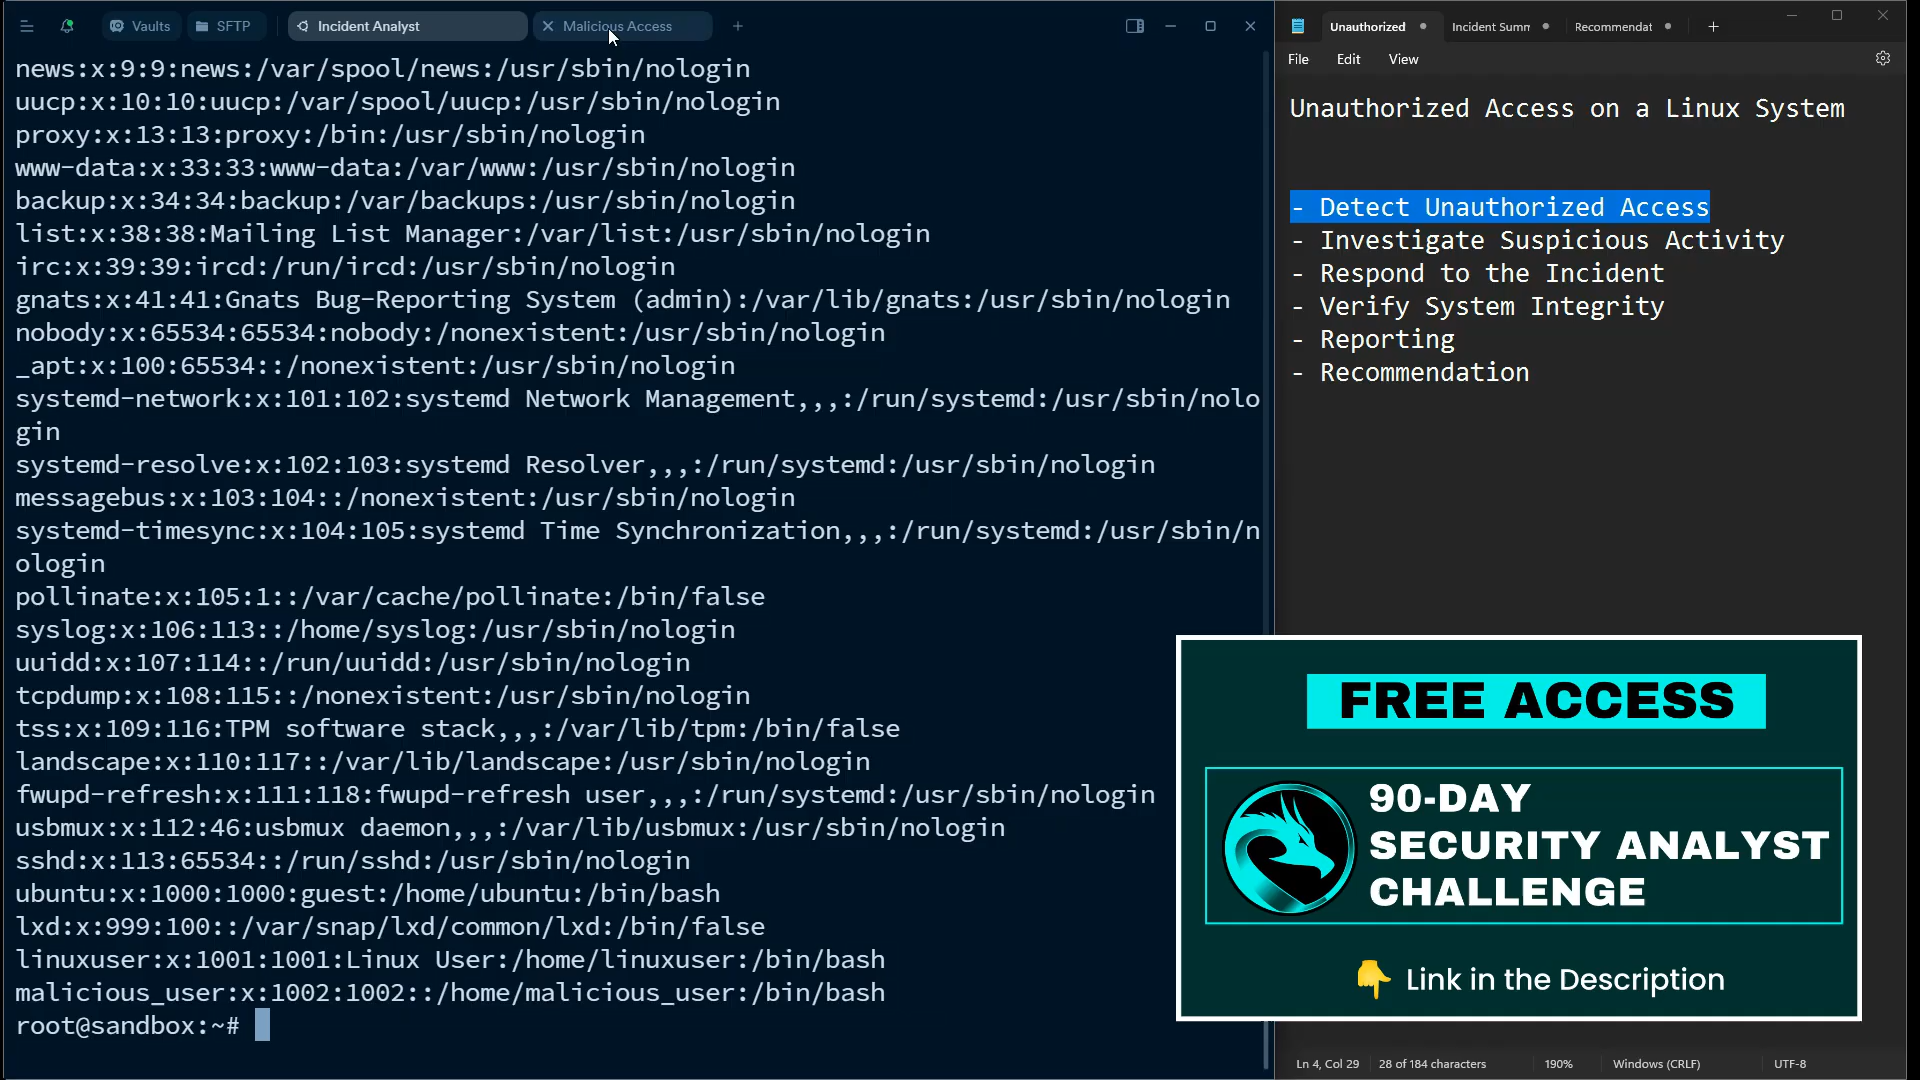 Vaults
SFTP
Incident Analyst
Malicious Access
news:x:9:9:news:/var/spool/news:/usr/sbin/nologin
uucp:x:10:10:uucp:/var/spool/uucp:/usr/sbin/nologin
proxy:x:13:13:proxy:/bin:/usr/sbin/nologin
www-data:x:33:33:www-data:/var/www:/usr/sbin/nologin
backup:x:34:34:backup:/var/backups:/usr/sbin/nologin
list:x:38:38:Mailing List Manager:/var/list:/usr/sbin/nologin
irc:x:39:39:ircd:/run/ircd:/usr/sbin/nologin
gnats:x:41:41:Gnats Bug-Reporting System (admin):/var/lib/gnats:/usr/sbin/nologin
nobody:x:65534:65534:nobody:/nonexistent:/usr/sbin/nologin
_apt:x:100:65534::/nonexistent:/usr/sbin/nologin
systemd-network:x:101:102:systemd Network Management,,,:/run/systemd:/usr/sbin/nolo
gin
systemd-resolve:x:102:103:systemd Resolver,,,:/run/systemd:/usr/sbin/nologin
messagebus:x:103:104::/nonexistent:/usr/sbin/nologin
systemd-timesync:x:104:105:systemd Time Synchronization,,,:/run/systemd:/usr/sbin/n
ologin
pollinate:x:105:1::/var/cache/pollinate:/bin/false
syslog:x:106:113::/home/syslog:/usr/sbin/nologin
uuidd:x:107:114::/run/uuidd:/usr/sbin/nologin
tcpdump:x:108:115::/nonexistent:/usr/sbin/nologin
tss:x:109:116:TPM software stack,,,:/var/lib/tpm:/bin/false
landscape:x:110:117::/var/lib/landscape:/usr/sbin/nologin
fwupd-refresh:x:111:118:fwupd-refresh user,,,:/run/systemd:/usr/sbin/nologin
usbmux:x:112:46:usbmux daemon,,,:/var/lib/usbmux:/usr/sbin/nologin
sshd:x:113:65534::/run/sshd:/usr/sbin/nologin
ubuntu:x:1000:1000:guest:/home/ubuntu:/bin/bash
lxd:x:999:100::/var/snap/lxd/common/lxd:/bin/false
linuxuser:x:1001:1001:Linux User:/home/linuxuser:/bin/bash
malicious_user:x:1002:1002::/home/malicious_user:/bin/bash
root@sandbox:~#
Unauthorized
Incident Summ
Recommendat
File Edit View
Unauthorized Access on a Linux System
- Detect Unauthorized Access
- Investigate Suspicious Activity
- Respond to the Incident
- Verify System Integrity
- Reporting
- Recommendation
FREE ACCESS
90-DAY
SECURITY ANALYST
CHALLENGE
Link in the Description
Ln 4, Col 29
28 of 184 characters
190%
Windows (CRLF)
UTF-8